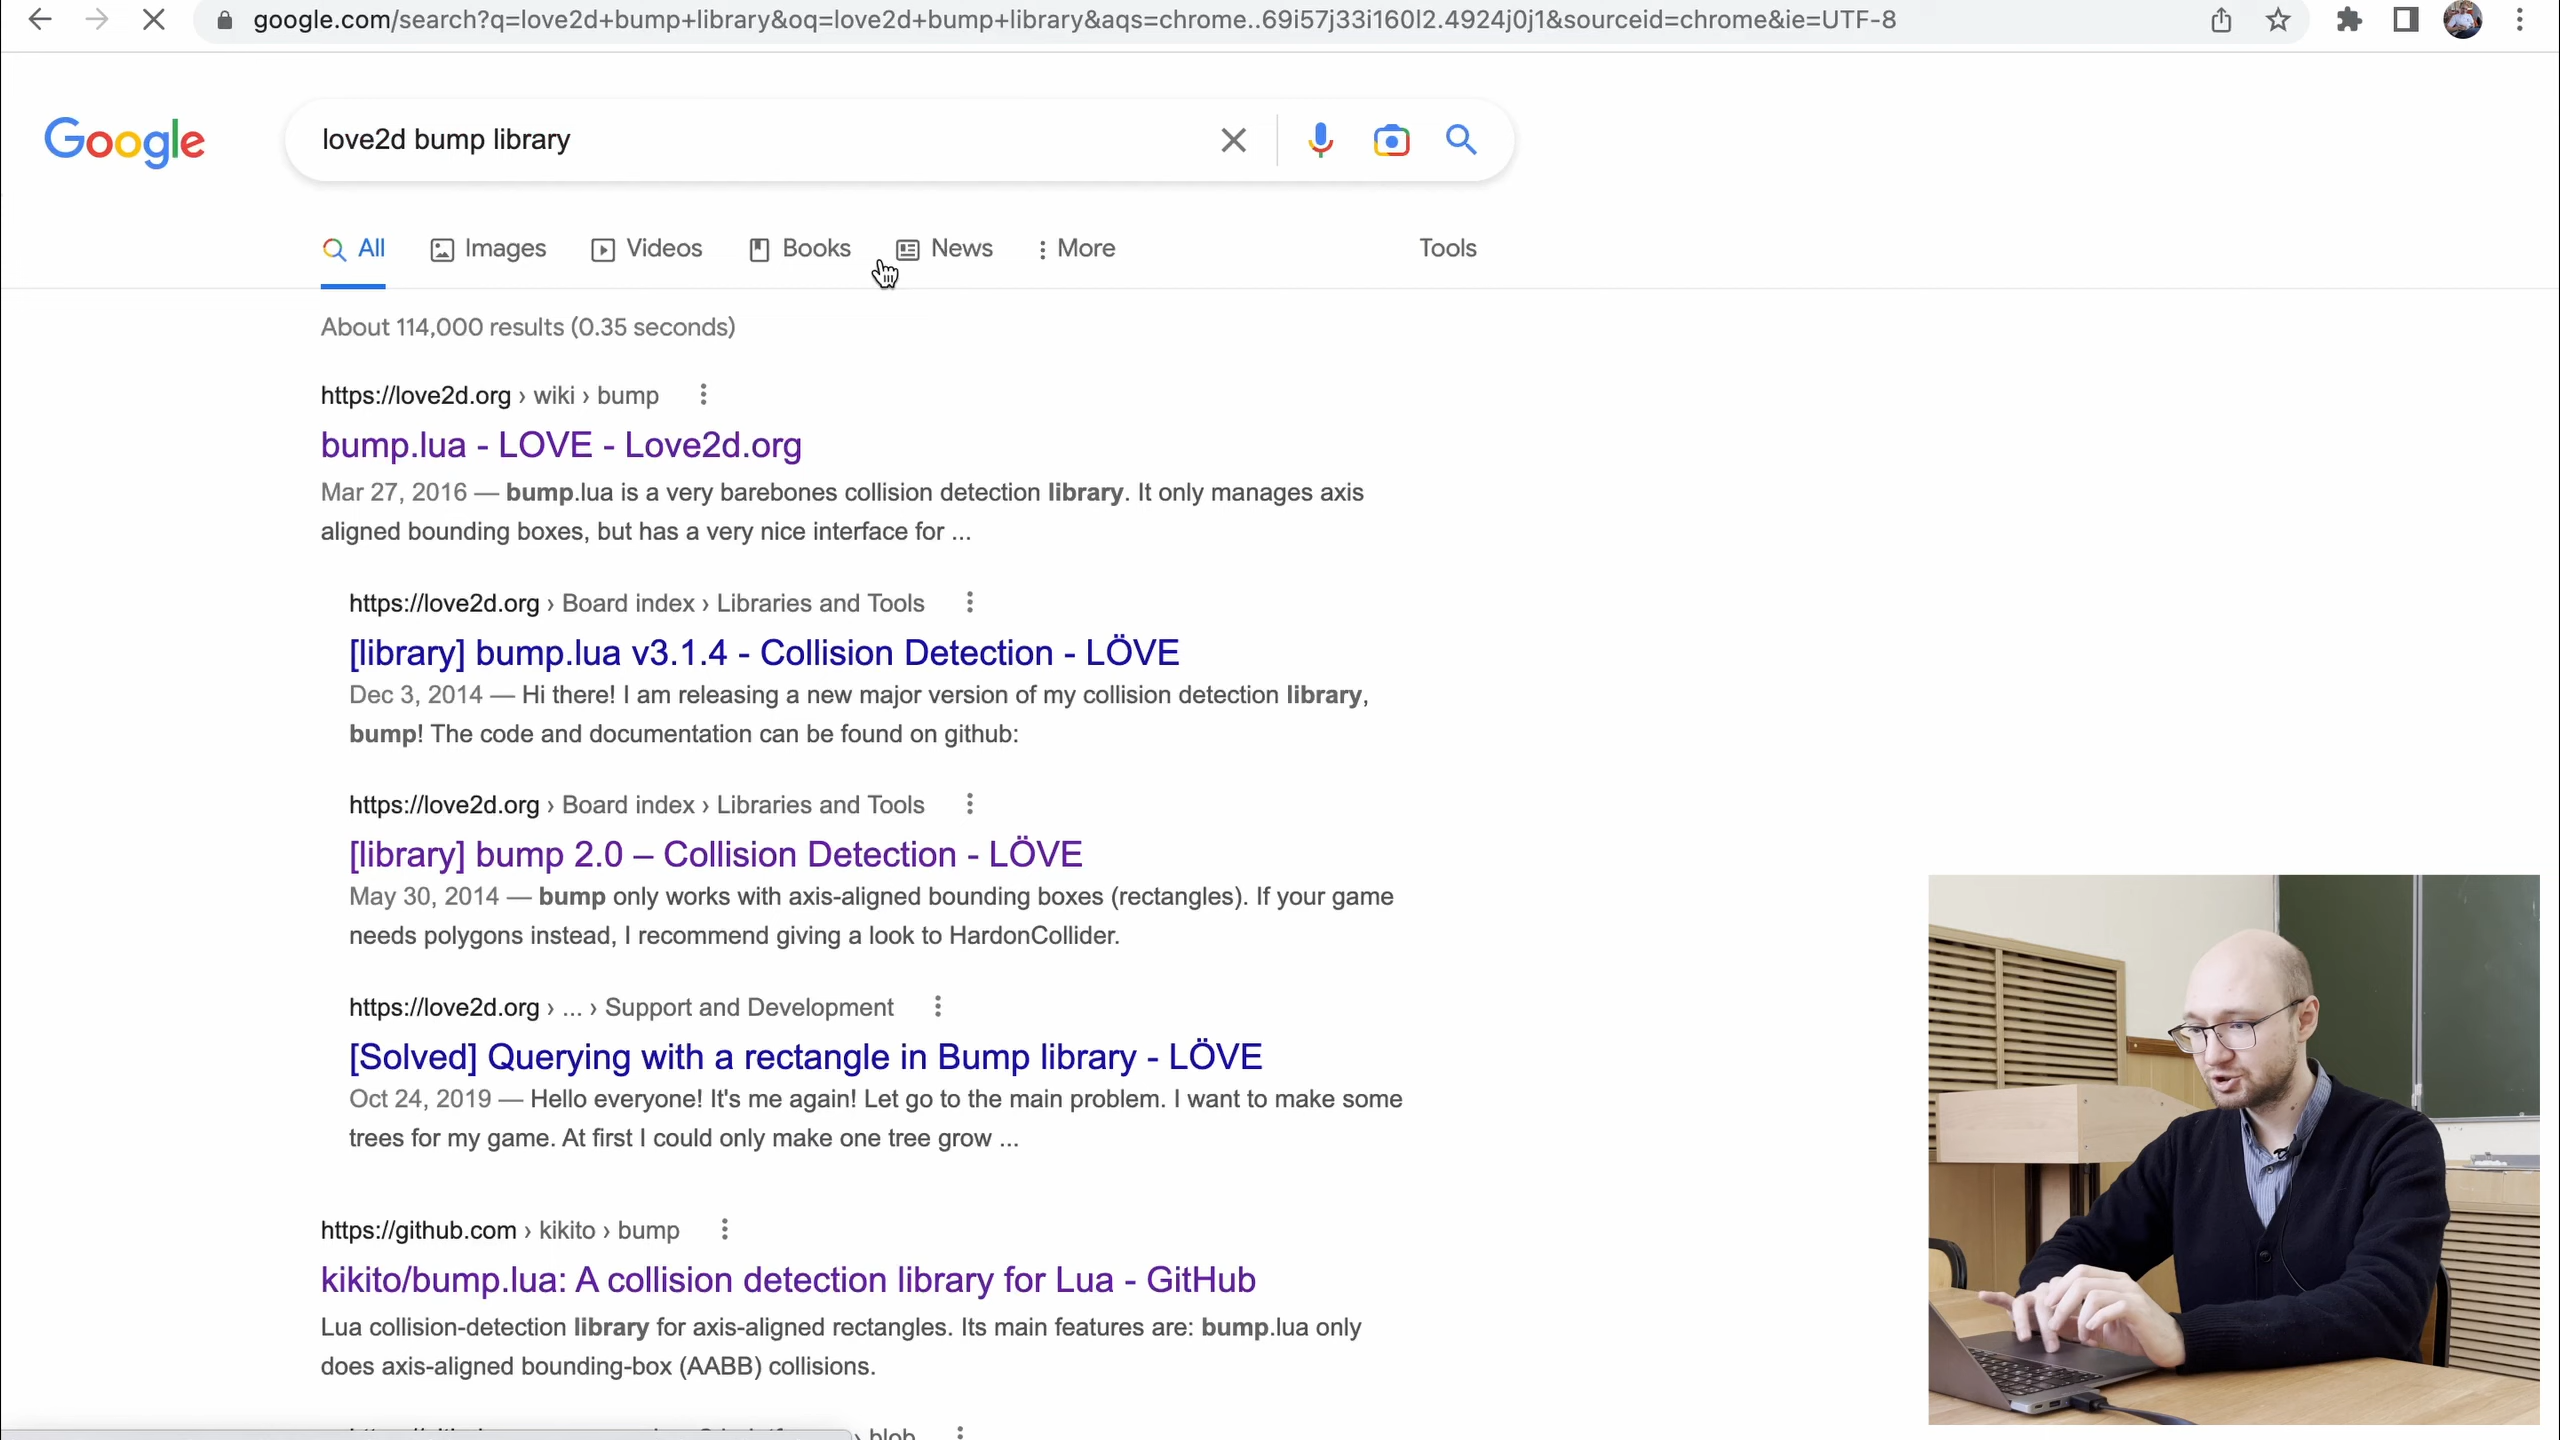 google.com/search?q=love2d+bump+library&oq=love2d+bump+library&aqs=chrome..69i57j33i160l2.4924j0j1&sourceid=chrome&ie=UTF-8
Google
love2d bump library
All Images Videos Books News More Tools
About 114,000 results (0.35 seconds)
https://love2d.org › wiki › bump
bump.lua - LOVE - Love2d.org
Mar 27, 2016 — bump.lua is a very barebones collision detection library. It only manages axis
aligned bounding boxes, but has a very nice interface for ...
https://love2d.org › Board index › Libraries and Tools
[library] bump.lua v3.1.4 - Collision Detection - LÖVE
Dec 3, 2014 — Hi there! I am releasing a new major version of my collision detection library,
bump! The code and documentation can be found on github:
https://love2d.org › Board index › Libraries and Tools
[library] bump 2.0 – Collision Detection - LÖVE
May 30, 2014 — bump only works with axis-aligned bounding boxes (rectangles). If your game
needs polygons instead, I recommend giving a look to HardonCollider.
https://love2d.org › ... › Support and Development
[Solved] Querying with a rectangle in Bump library - LÖVE
Oct 24, 2019 — Hello everyone! It's me again! Let go to the main problem. I want to make some
trees for my game. At first I could only make one tree grow ...
https://github.com › kikito › bump
kikito/bump.lua: A collision detection library for Lua - GitHub
Lua collision-detection library for axis-aligned rectangles. Its main features are: bump.lua only
does axis-aligned bounding-box (AABB) collisions.
› blob